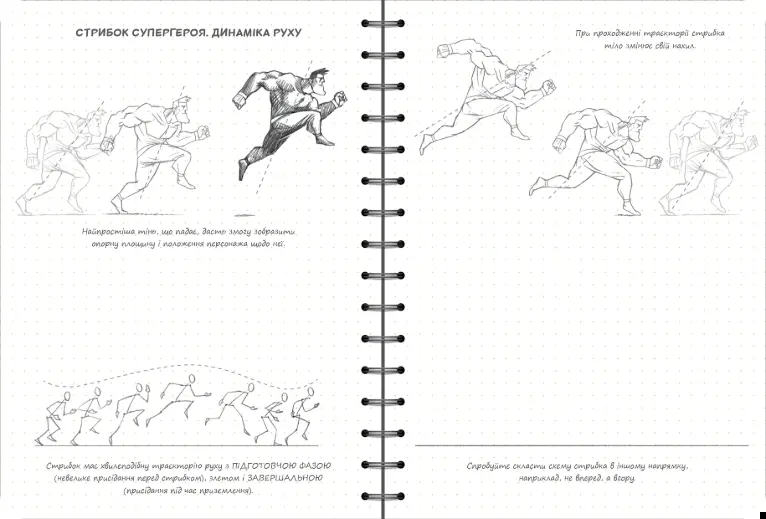 СТРИБОК СУПЕРГЕРОЯ. ДИНАМІКА РУХУ
Найпростіша тінь, що падає, дасть змогу зобразити
опорну площину і положення персонажа щодо неї.
Стрибок має хвилеподібну траєкторію руху з ПІДГОТОВЧОЮ ФАЗОЮ
(невелике присідання перед стрибком), злетом і ЗАВЕРШАЛЬНОЮ
(присідання під час приземлення).
При проходженні траєкторії стрибка
тіло змінює свій нахил.
Спробуйте скласти схему стрибка в іншому напрямку,
наприклад, не вперед, а вгору.